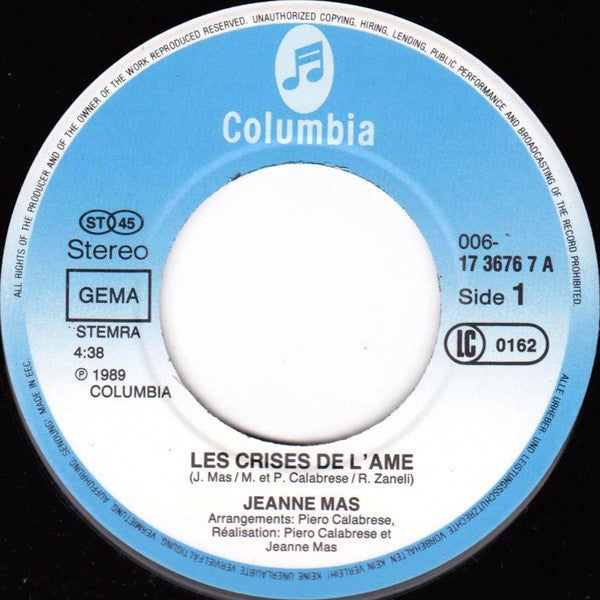 ALL RIGHTS OF THE PRODUCER AND OF THE OWNER OF THE WORK REPRODUCED RESERVED. UNAUTHORIZED COPYING, HIRING, LENDING, PUBLIC PERFORMANCE AND BROADCASTING OF THE RECORD PROHIBITED.
Columbia
ST 45
Stereo
GEMA
STEMRA
4:38
℗ 1989
COLUMBIA
006-
17 3676 7 A
Side 1
LC 0162
LES CRISES DE L'AME
(J. Mas/M. et P. Calabrese/R. Zaneli)
JEANNE MAS
Arrangements: Piero Calabrese,
Réalisation: Piero Calabrese et
Jeanne Mas
ALLE URHEBER- UND LEISTUNGSSCHUTZRECHTE VORBEHALTEN. KEIN VERLEIH! KEINE UNERLAUBTE VERVIELFÄLTIGUNG, VERMIETUNG, AUFFÜHRUNG, SENDUNG! MADE IN EEC.